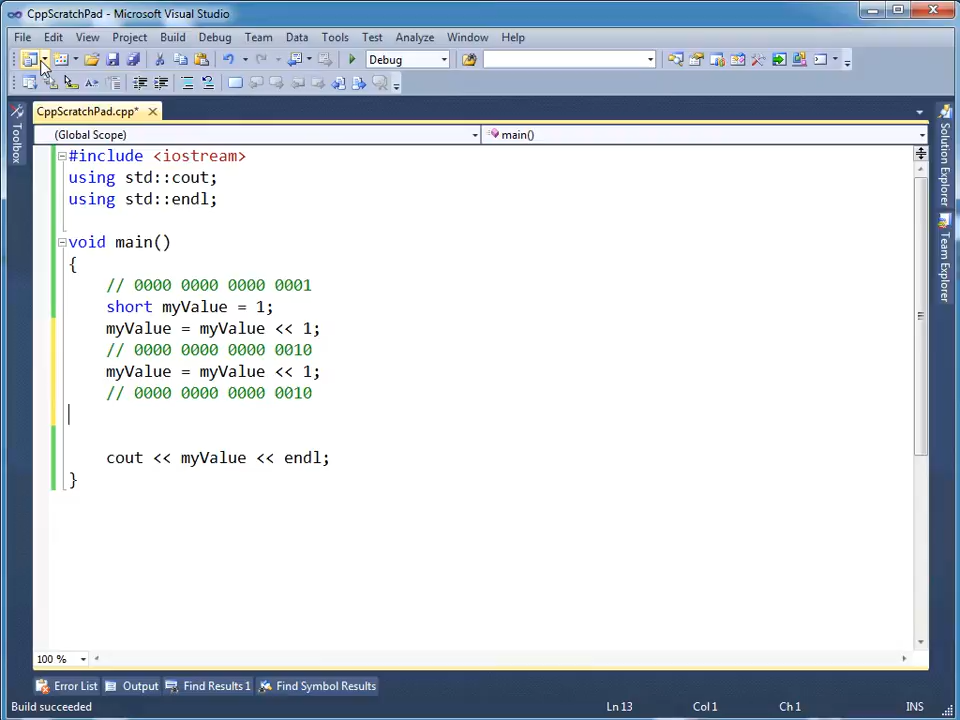 CppScratchPad - Microsoft Visual Studio
File Edit View Project Build Debug Team Data Tools Test Analyze Window Help
Debug
CppScratchPad.cpp*
(Global Scope) main()
Toolbox
Solution Explorer
Team Explorer
#include <iostream>
using std::cout;
using std::endl;
void main()
{
// 0000 0000 0000 0001
short myValue = 1;
myValue = myValue << 1;
// 0000 0000 0000 0010
myValue = myValue << 1;
// 0000 0000 0000 0010
cout << myValue << endl;
}
100 %
Error List Output Find Results 1 Find Symbol Results
Build succeeded Ln 13 Col 1 Ch 1 INS